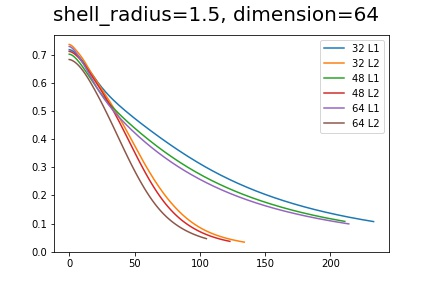 shell_radius=1.5, dimension=64
0.7
0.6
0.5
0.4
0.3
0.2
0.1
0.0
32 L1
32 L2
48 L1
48 L2
64 L1
64 L2
0 50 100 150 200